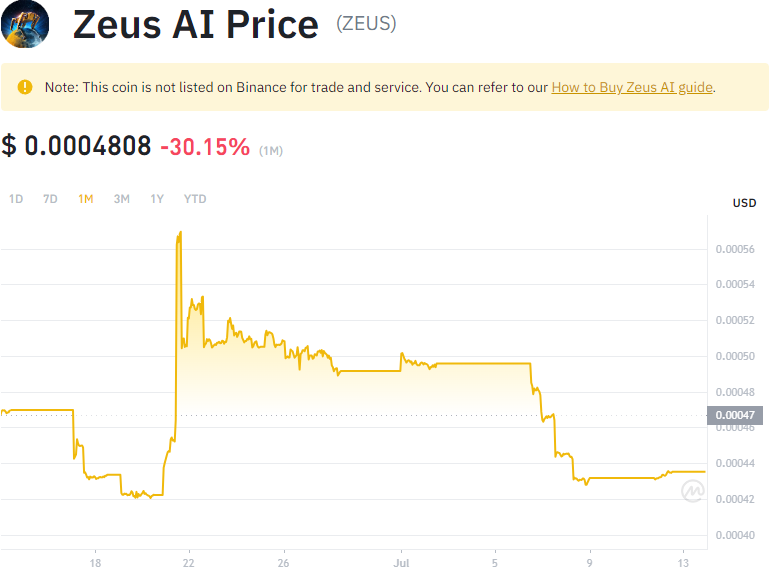 Zeus AI Price (ZEUS)
Note: This coin is not listed on Binance for trade and service. You can refer to our How to Buy Zeus AI guide.
$ 0.0004808 -30.15% (1M)
1D 7D 1M 3M 1Y YTD
USD
0.00056
0.00054
0.00052
0.00050
0.00048
0.00047
0.00046
0.00044
0.00042
0.00040
18 22 26 Jul 5 9 13